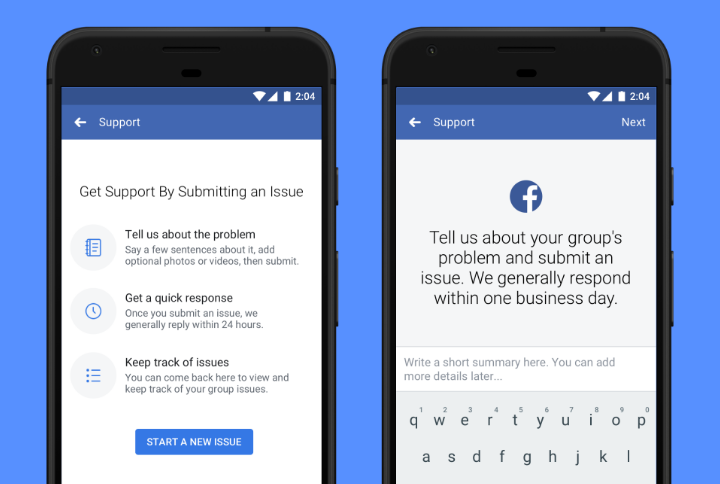 2:04
Support
Get Support By Submitting an Issue
Tell us about the problem
Say a few sentences about it, add
optional photos or videos, then submit.
Get a quick response
Once you submit an issue, we
generally reply within 24 hours.
Keep track of issues
You can come back here to view and
keep track of your group issues.
START A NEW ISSUE
2:04
Support Next
f
Tell us about your group's
problem and submit an
issue. We generally respond
within one business day.
Write a short summary here. You can add
more details later...
1 2 3 4 5 6 7 8 9 0
q w e r t y u i o p
a s d f g h j k l